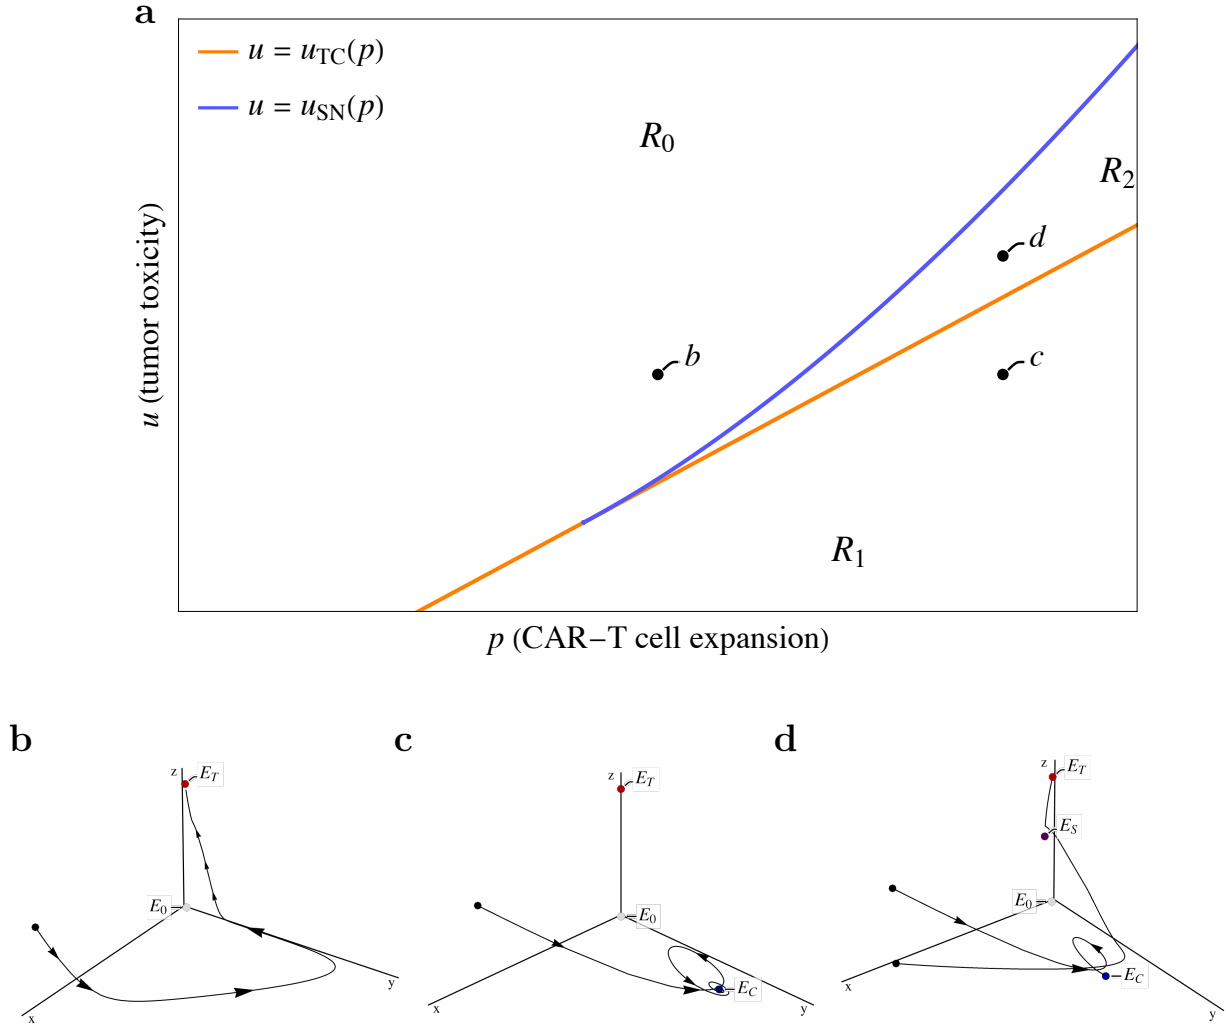 a
u = u_TC(p)
u = u_SN(p)
R_0
R_2
d
b
c
R_1
u (tumor toxicity)
p (CAR−T cell expansion)
b
z
E_T
E_0
x
y
c
z
E_T
E_0
E_C
x
y
d
z
E_T
E_S
E_0
E_C
x
y